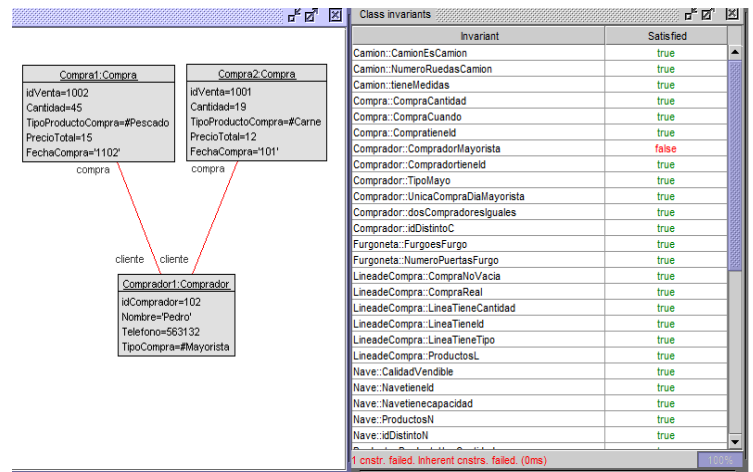 Compra1:Compra
idVenta=1002
Cantidad=45
TipoProductoCompra=#Pescado
PrecioTotal=15
FechaCompra='1102'
Compra2:Compra
idVenta=1001
Cantidad=19
TipoProductoCompra=#Carne
PrecioTotal=12
FechaCompra='101'
compra
compra
cliente
cliente
Comprador1:Comprador
idComprador=102
Nombre='Pedro'
Telefono=563132
TipoCompra=#Mayorista
Class invariants
Invariant Satisfied
Camion::CamionEsCamion true
Camion::NumeroRuedasCamion true
Camion::tieneMedidas true
Compra::CompraCantidad true
Compra::CompraCuando true
Compra::CompratieneId true
Comprador::CompradorMayorista false
Comprador::CompradortieneId true
Comprador::TipoMayo true
Comprador::UnicaCompraDiaMayorista true
Comprador::dosCompradoresIguales true
Comprador::idDistintoC true
Furgoneta::FurgoesFurgo true
Furgoneta::NumeroPuertasFurgo true
LineadeCompra::CompraNoVacia true
LineadeCompra::CompraReal true
LineadeCompra::LineaTieneCantidad true
LineadeCompra::LineaTieneId true
LineadeCompra::LineaTieneTipo true
LineadeCompra::ProductosL true
Nave::CalidadVendible true
Nave::NavetieneId true
Nave::Navetienecapacidad true
Nave::ProductosN true
Nave::idDistintoN true
1 cnstr. failed. Inherent cnstrs. failed. (0ms) 100%